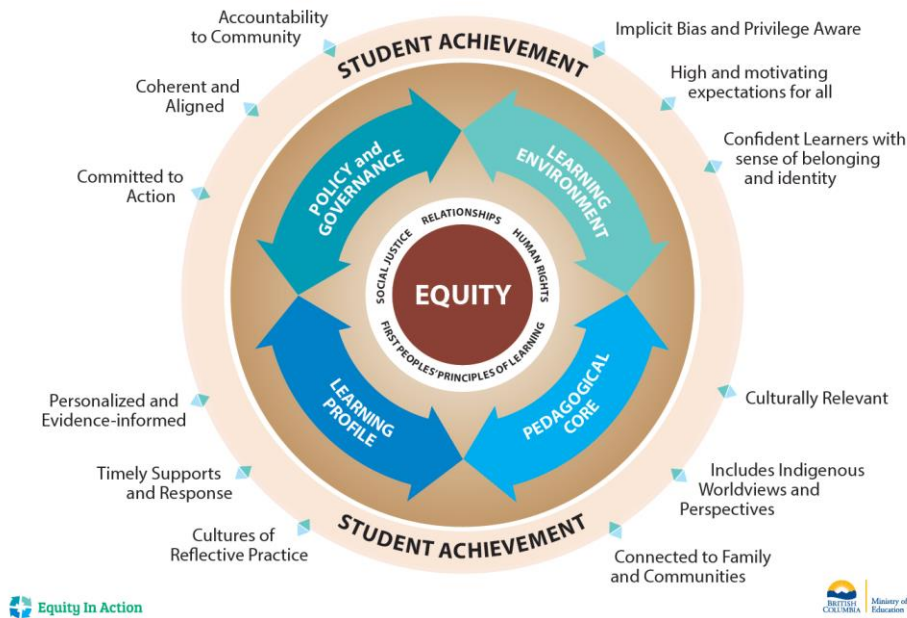 Accountability
to Community
Implicit Bias and Privilege Aware
STUDENT ACHIEVEMENT
Coherent and
Aligned
High and motivating
expectations for all
Committed to
Action
Confident Learners with
sense of belonging
and identity
POLICY and
GOVERNANCE
LEARNING
ENVIRONMENT
SOCIAL JUSTICE
RELATIONSHIPS
HUMAN RIGHTS
EQUITY
FIRST PEOPLES' PRINCIPLES OF LEARNING
LEARNING
PROFILE
PEDAGOGICAL
CORE
Personalized and
Evidence-informed
Culturally Relevant
Timely Supports
and Response
Includes Indigenous
Worldviews and
Perspectives
Cultures of
Reflective Practice
STUDENT ACHIEVEMENT
Connected to Family
and Communities
Equity In Action
BRITISH
COLUMBIA
Ministry of
Education